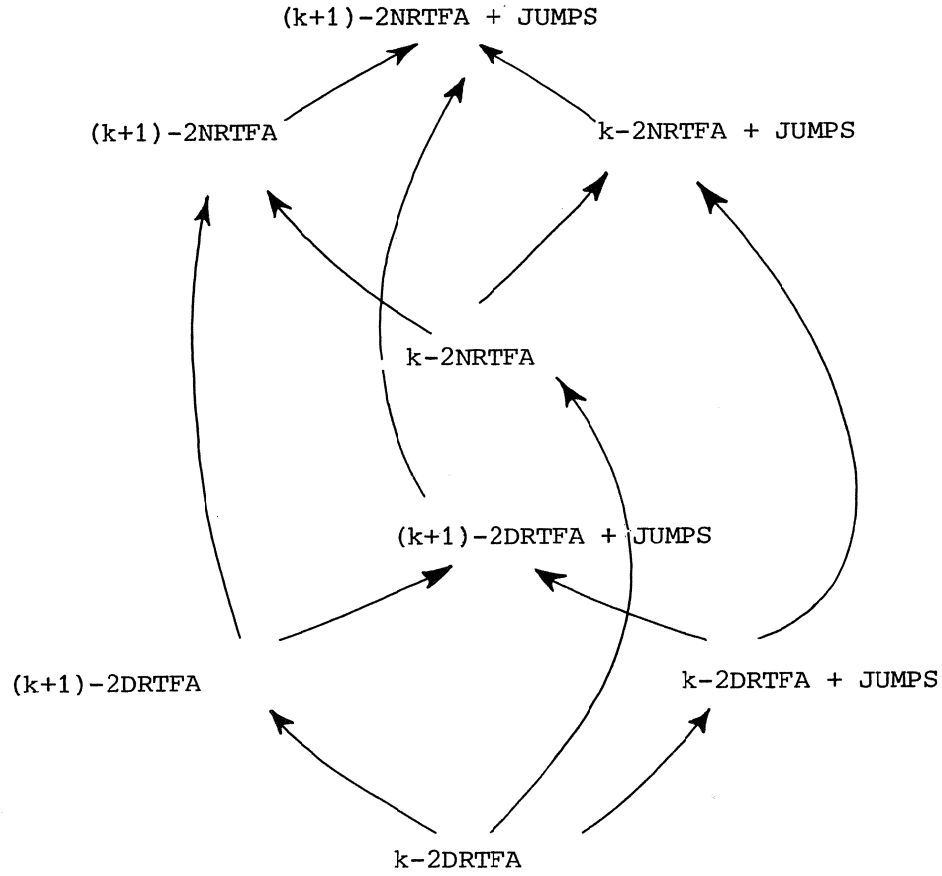 (k+1)-2NRTFA + JUMPS
(k+1)-2NRTFA
k-2NRTFA + JUMPS
k-2NRTFA
(k+1)-2DRTFA + JUMPS
(k+1)-2DRTFA
k-2DRTFA + JUMPS
k-2DRTFA